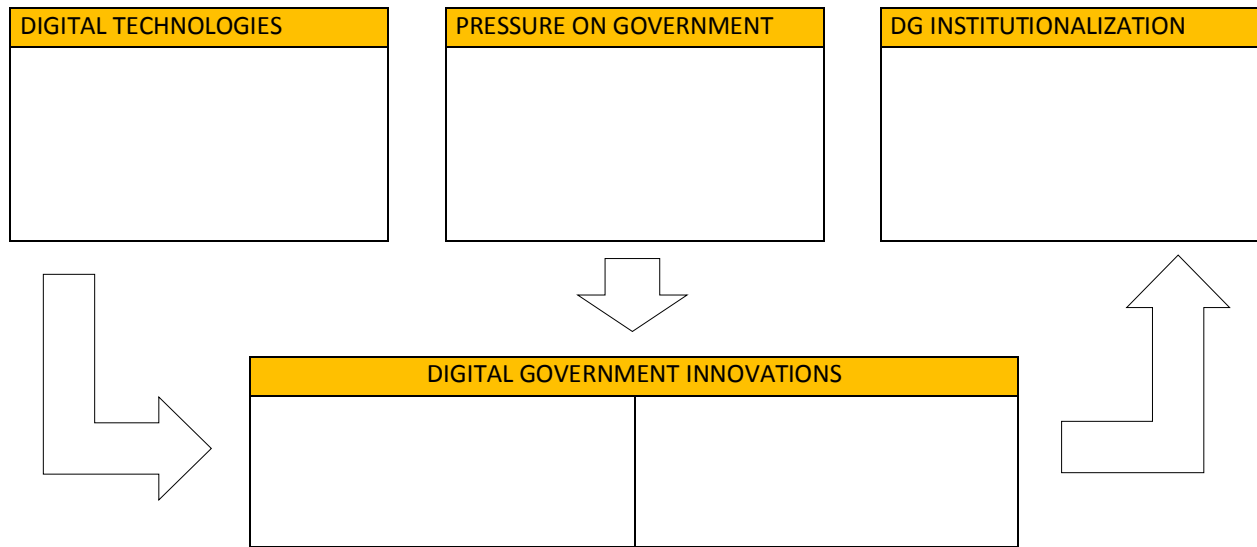 DIGITAL TECHNOLOGIES
PRESSURE ON GOVERNMENT
DG INSTITUTIONALIZATION
DIGITAL GOVERNMENT INNOVATIONS